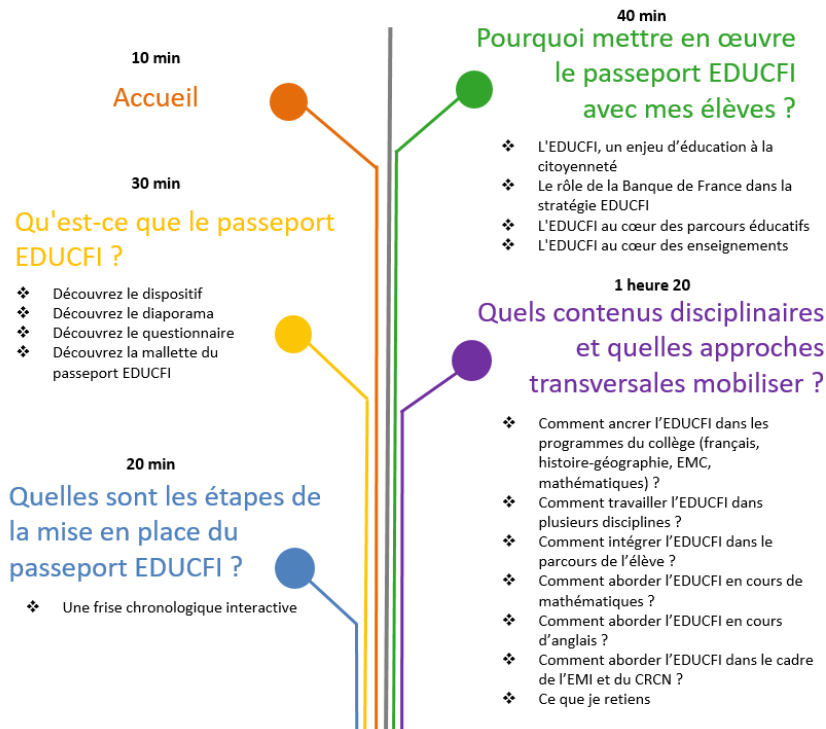 10 min
Accueil
40 min
Pourquoi mettre en œuvre
le passeport EDUCFI
avec mes élèves ?
❖ L'EDUCFI, un enjeu d’éducation à la
citoyenneté
❖ Le rôle de la Banque de France dans la
stratégie EDUCFI
❖ L'EDUCFI au cœur des parcours éducatifs
❖ L'EDUCFI au cœur des enseignements
30 min
Qu'est-ce que le passeport
EDUCFI ?
❖ Découvrez le dispositif
❖ Découvrez le diaporama
❖ Découvrez le questionnaire
❖ Découvrez la mallette du
passeport EDUCFI
1 heure 20
Quels contenus disciplinaires
et quelles approches
transversales mobiliser ?
❖ Comment ancrer l’EDUCFI dans les
programmes du collège (français,
histoire-géographie, EMC,
mathématiques) ?
❖ Comment travailler l’EDUCFI dans
plusieurs disciplines ?
❖ Comment intégrer l’EDUCFI dans le
parcours de l’élève ?
❖ Comment aborder l’EDUCFI en cours de
mathématiques ?
❖ Comment aborder l’EDUCFI en cours
d’anglais ?
❖ Comment aborder l’EDUCFI dans le cadre
de l’EMI et du CRCN ?
❖ Ce que je retiens
20 min
Quelles sont les étapes de
la mise en place du
passeport EDUCFI ?
❖ Une frise chronologique interactive